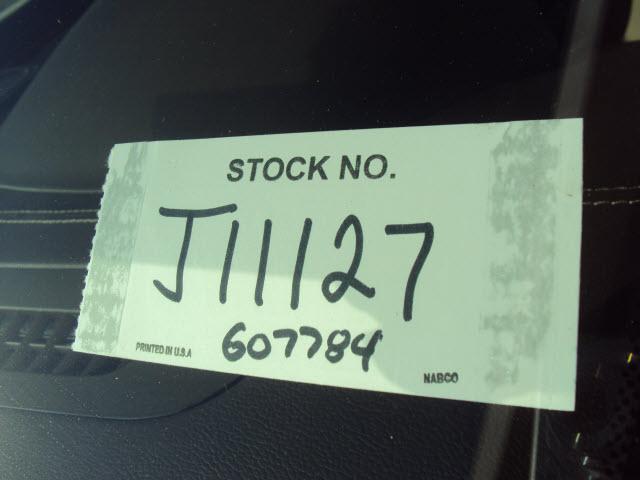 STOCK NO.
J11127
607784
PRINTED IN U.S.A NABCO